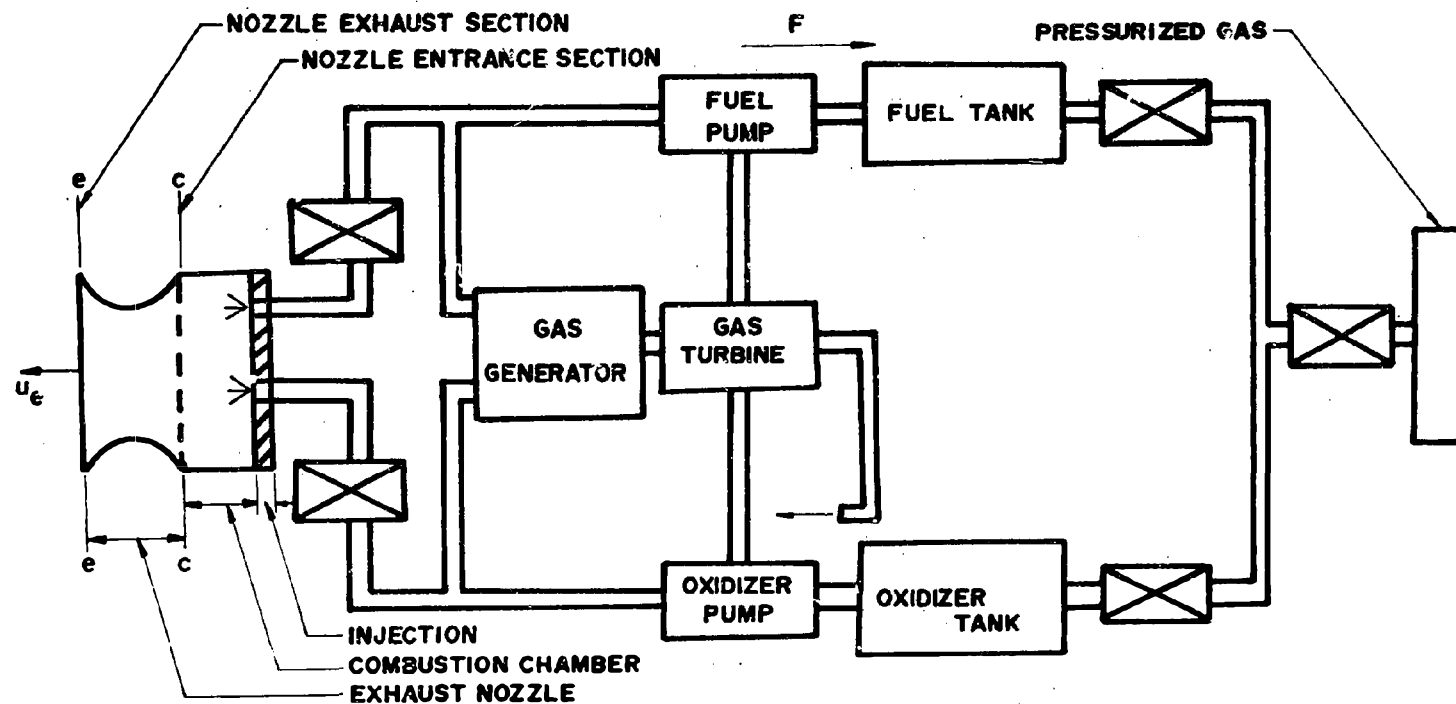 NOZZLE EXHAUST SECTION
NOZZLE ENTRANCE SECTION
F
PRESSURIZED GAS
FUEL
PUMP
FUEL TANK
e
c
GAS
GENERATOR
GAS
TURBINE
ue
e
c
OXIDIZER
PUMP
OXIDIZER
TANK
INJECTION
COMBUSTION CHAMBER
EXHAUST NOZZLE